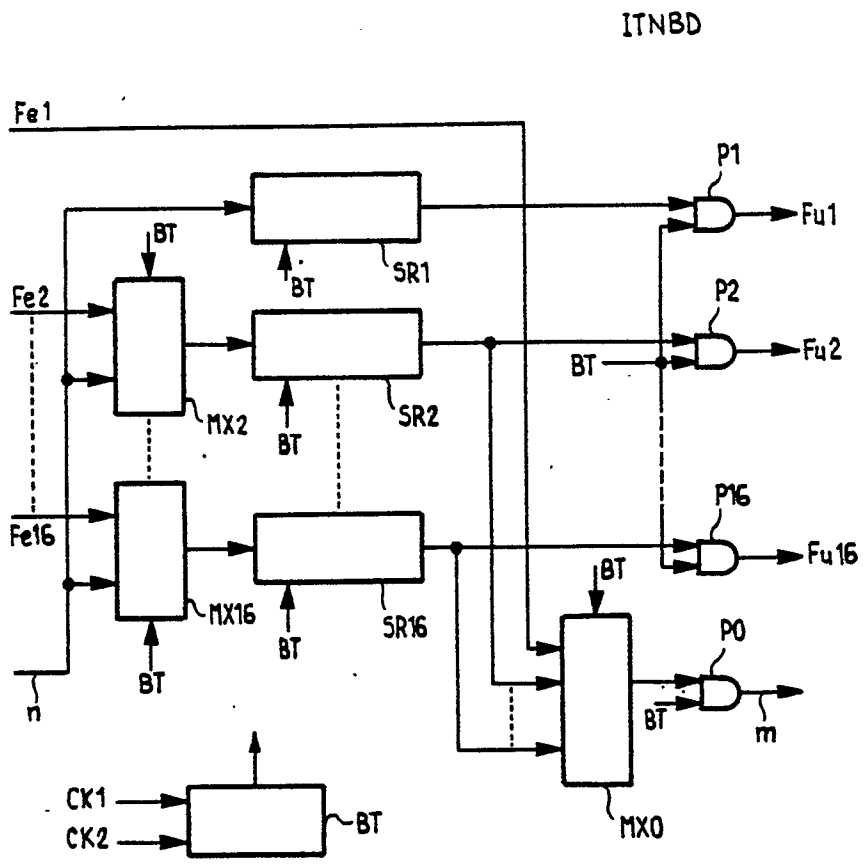 ITNBD
Fe1
P1
Fu1
BT
SR1
BT
Fe2
P2
Fu2
BT
MX2
SR2
BT
P16
Fe16
Fu16
BT
MX16
SR16
P0
BT
BT
BT
n
m
CK1
BT
CK2
MX0